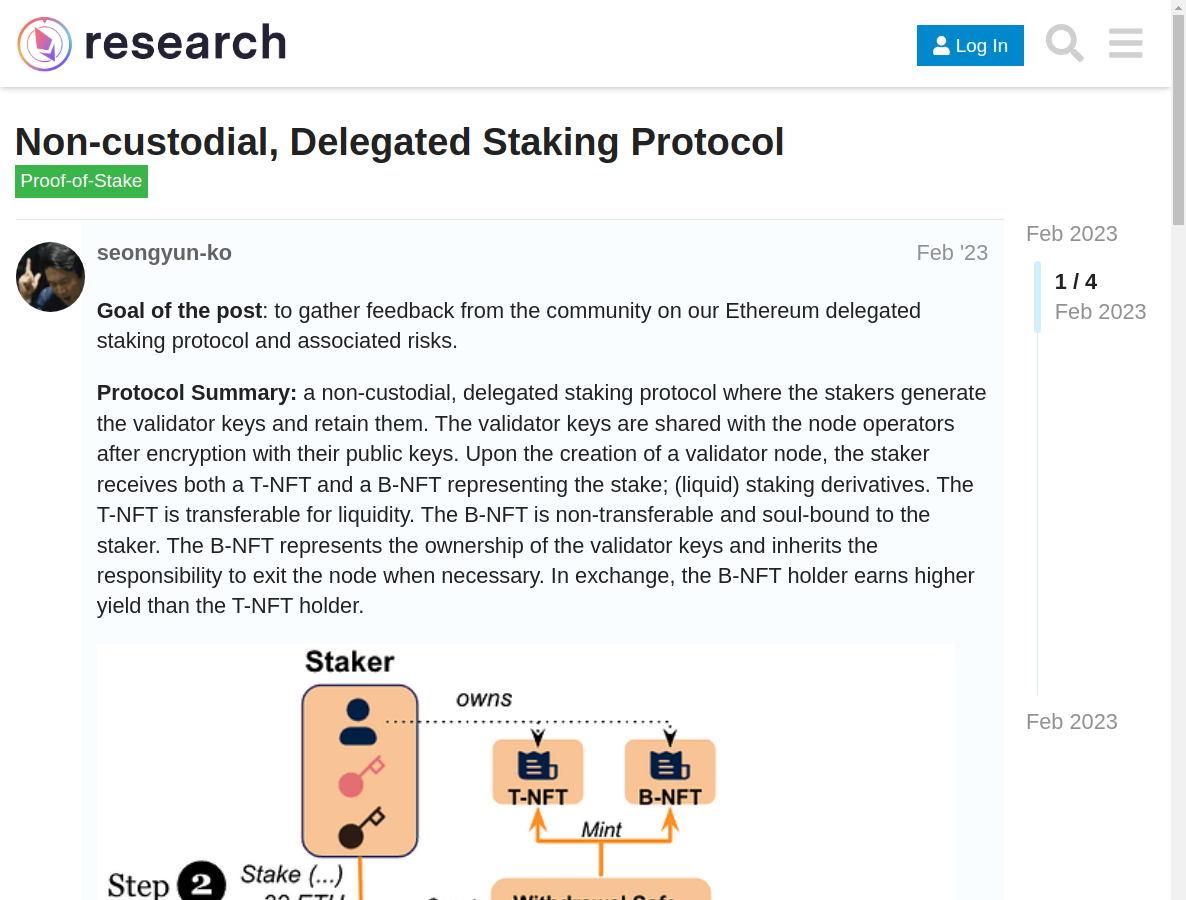 research
Log In
Non-custodial, Delegated Staking Protocol
Proof-of-Stake
seongyun-ko
Feb '23
Goal of the post: to gather feedback from the community on our Ethereum delegated
staking protocol and associated risks.
Protocol Summary: a non-custodial, delegated staking protocol where the stakers generate
the validator keys and retain them. The validator keys are shared with the node operators
after encryption with their public keys. Upon the creation of a validator node, the staker
receives both a T-NFT and a B-NFT representing the stake; (liquid) staking derivatives. The
T-NFT is transferable for liquidity. The B-NFT is non-transferable and soul-bound to the
staker. The B-NFT represents the ownership of the validator keys and inherits the
responsibility to exit the node when necessary. In exchange, the B-NFT holder earns higher
yield than the T-NFT holder.
Staker
owns
T-NFT
B-NFT
Mint
Step 2
Stake (...)
32 ETH
Withdrawal Safe
Feb 2023
1 / 4
Feb 2023
Feb 2023